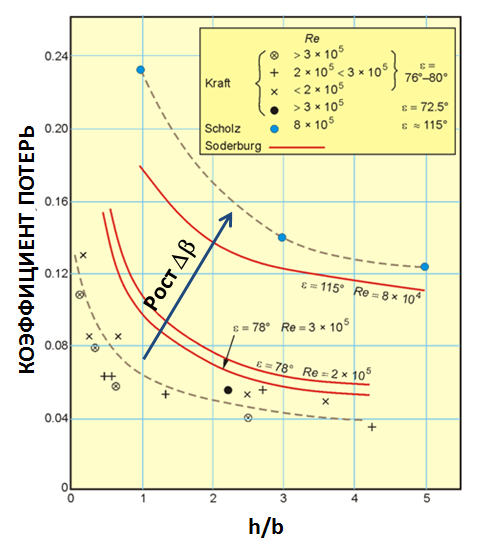 0.24
0.20
0.16
0.12
0.08
0.04
0
КОЭФФИЦИЕНТ ПОТЕРЬ
Re
Kraft
⊗ > 3 × 10⁵
+ 2 × 10⁵ < 3 × 10⁵
× < 2 × 10⁵
ε = 76°–80°
● > 3 × 10⁵ ε = 72.5°
Scholz 8 × 10⁵ ε ≈ 115°
Soderburg
Рост Δβ
ε = 115° Re = 8 × 10⁴
ε = 78° Re = 3 × 10⁵
ε = 78° Re = 2 × 10⁵
0 1 2 3 4 5
h/b